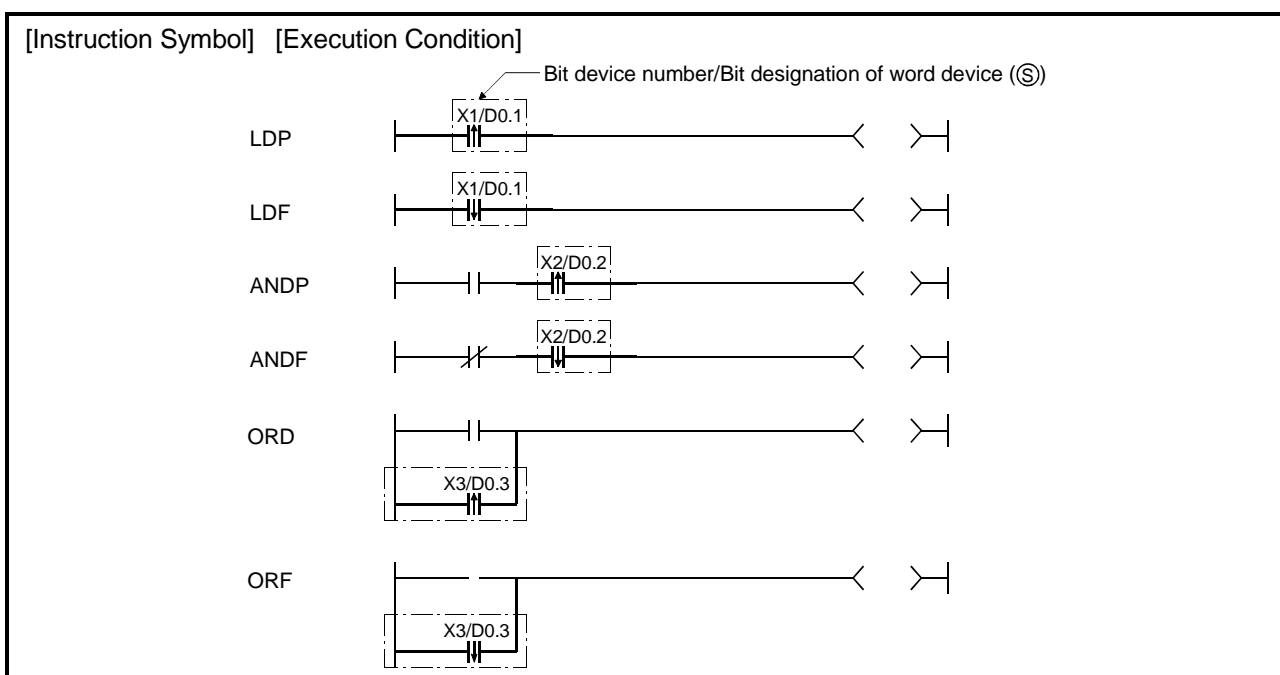 [Instruction Symbol] [Execution Condition]
Bit device number/Bit designation of word device (Ⓢ)
X1/D0.1
LDP
X1/D0.1
LDF
X2/D0.2
ANDP
X2/D0.2
ANDF
ORD
X3/D0.3
ORF
X3/D0.3